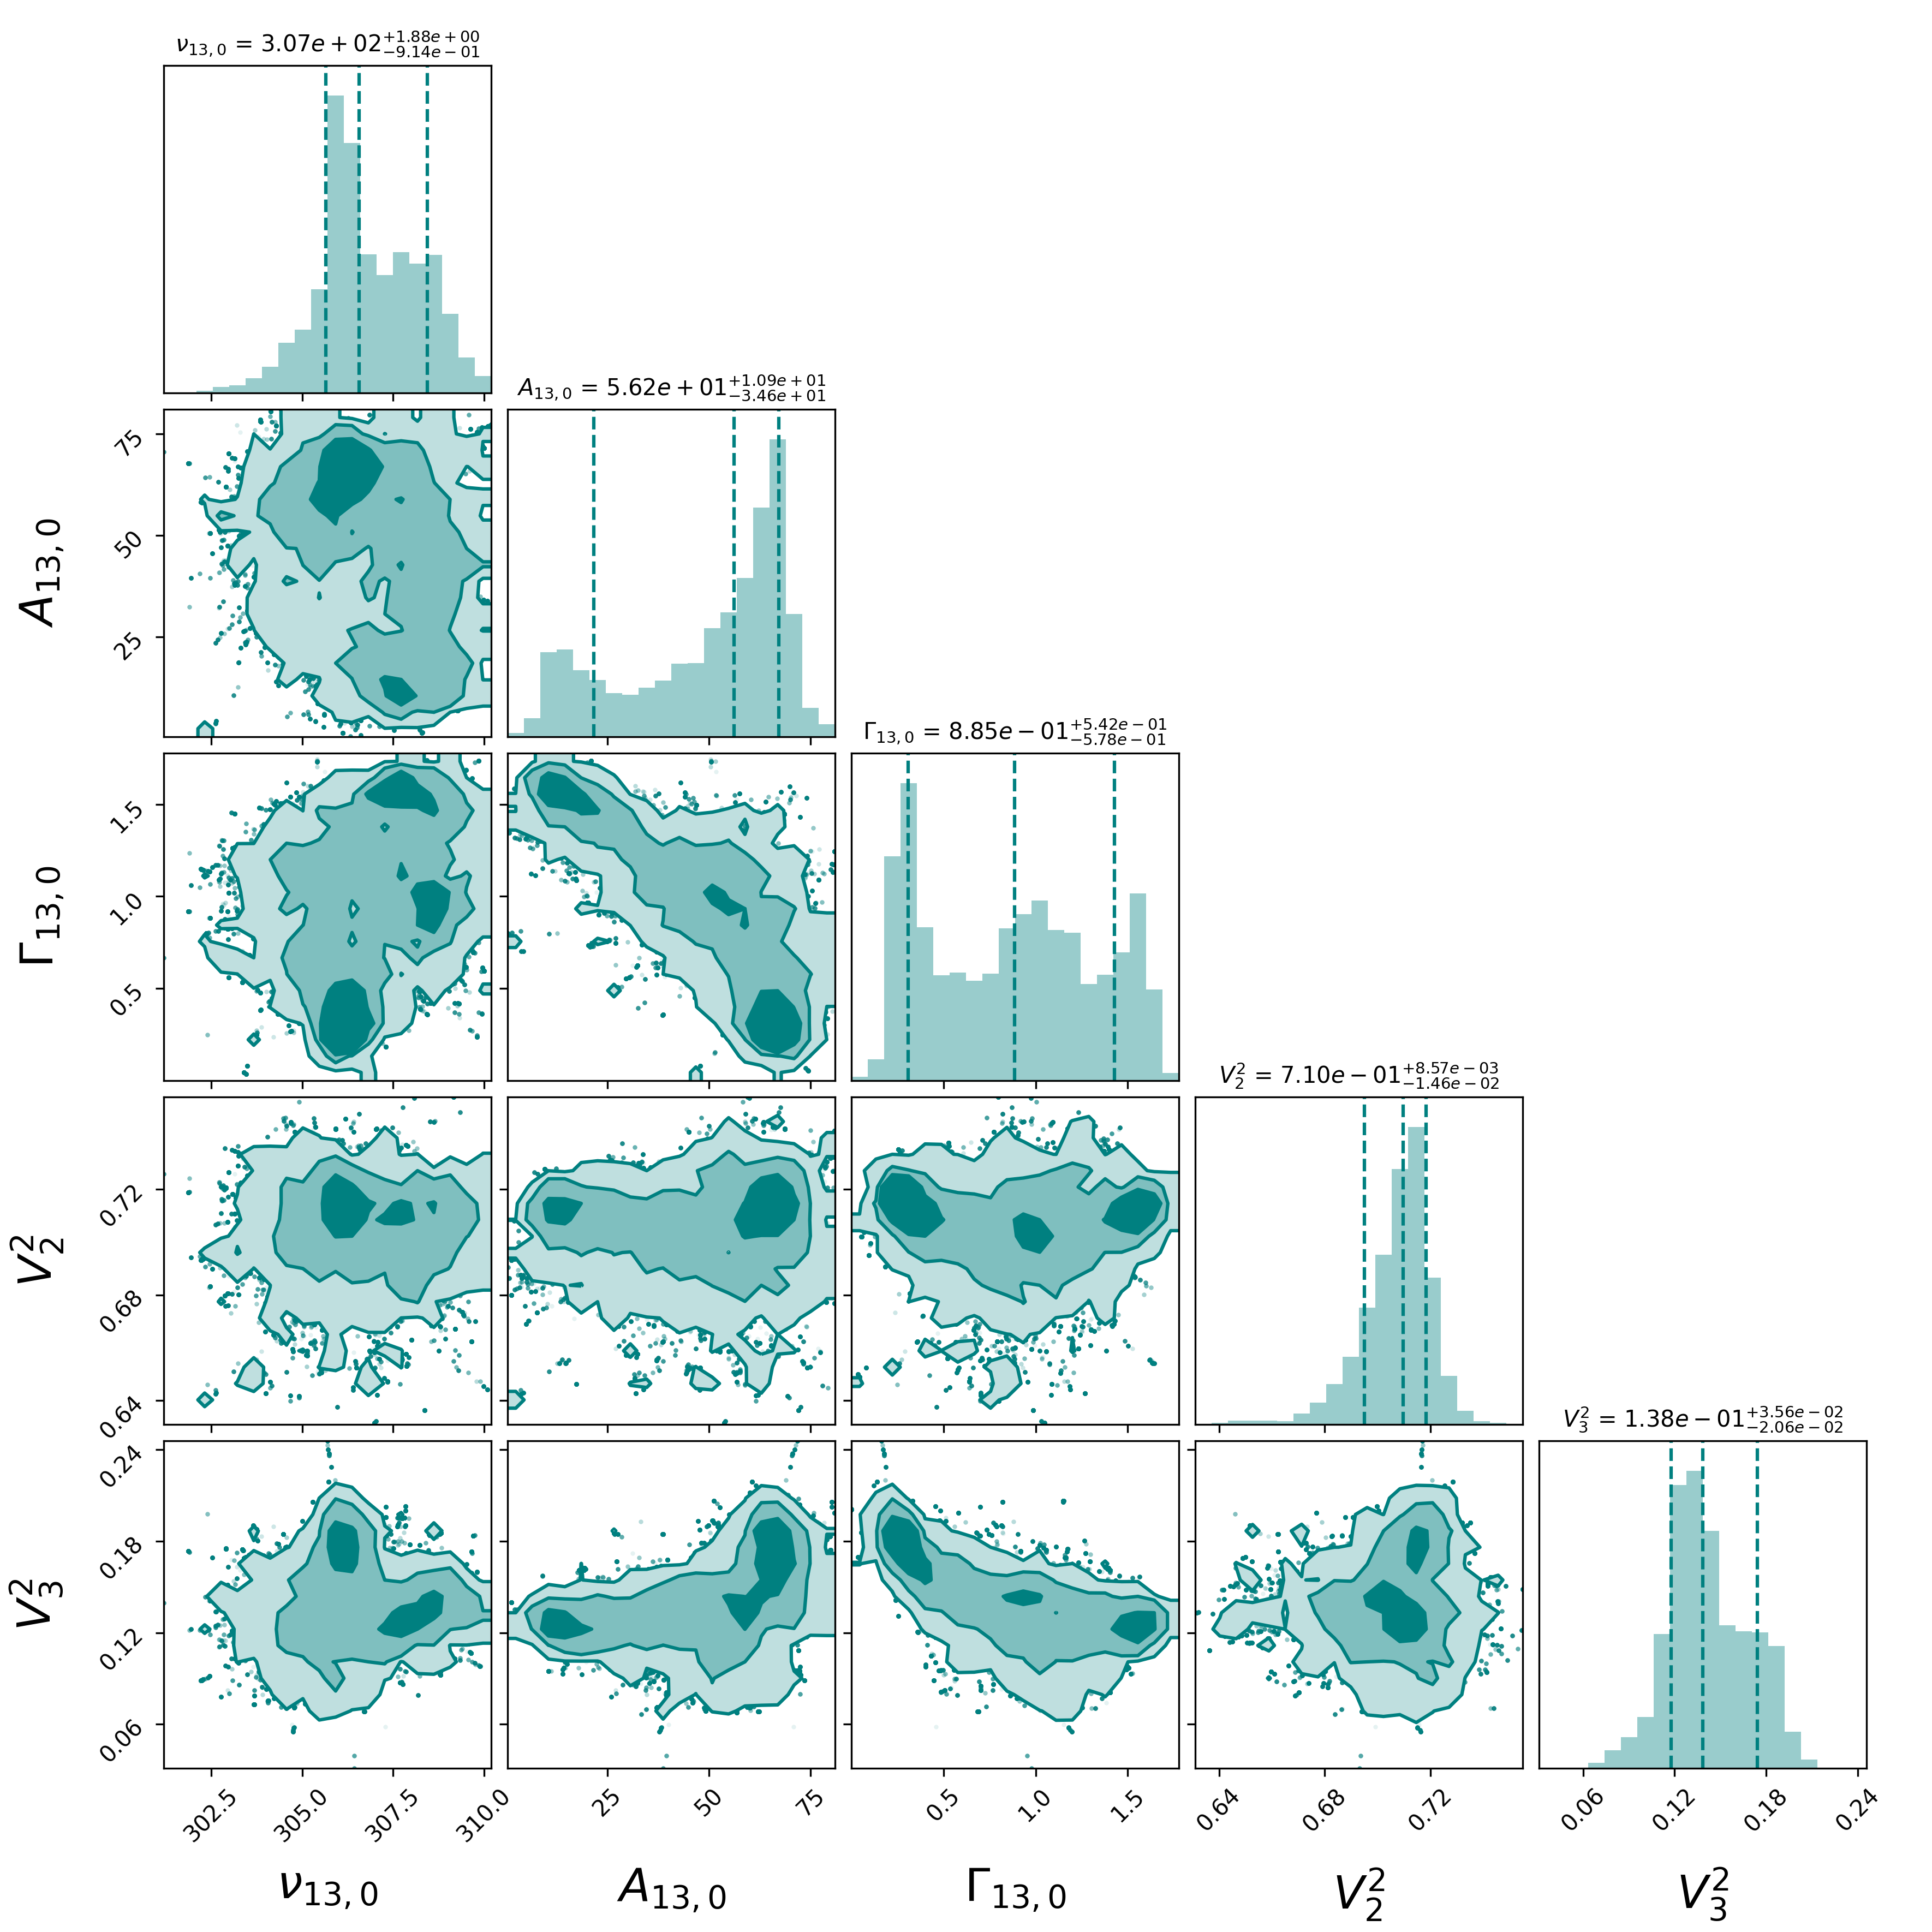 ν₁₃,₀ = 3.07e + 02 +1.88e + 00 −9.14e − 01
A₁₃,₀ = 5.62e + 01 +1.09e + 01 −3.46e + 01
Γ₁₃,₀ = 8.85e − 01 +5.42e − 01 −5.78e − 01
V₂² = 7.10e − 01 +8.57e − 03 −1.46e − 02
V₃² = 1.38e − 01 +3.56e − 02 −2.06e − 02
A₁₃,₀
75
50
25
Γ₁₃,₀
1.5
1.0
0.5
V₂²
0.72
0.68
0.64
V₃²
0.24
0.18
0.12
0.06
302.5 305.0 307.5 310.0
25 50 75
0.5 1.0 1.5
0.64 0.68 0.72
0.06 0.12 0.18 0.24
ν₁₃,₀
A₁₃,₀
Γ₁₃,₀
V₂²
V₃²